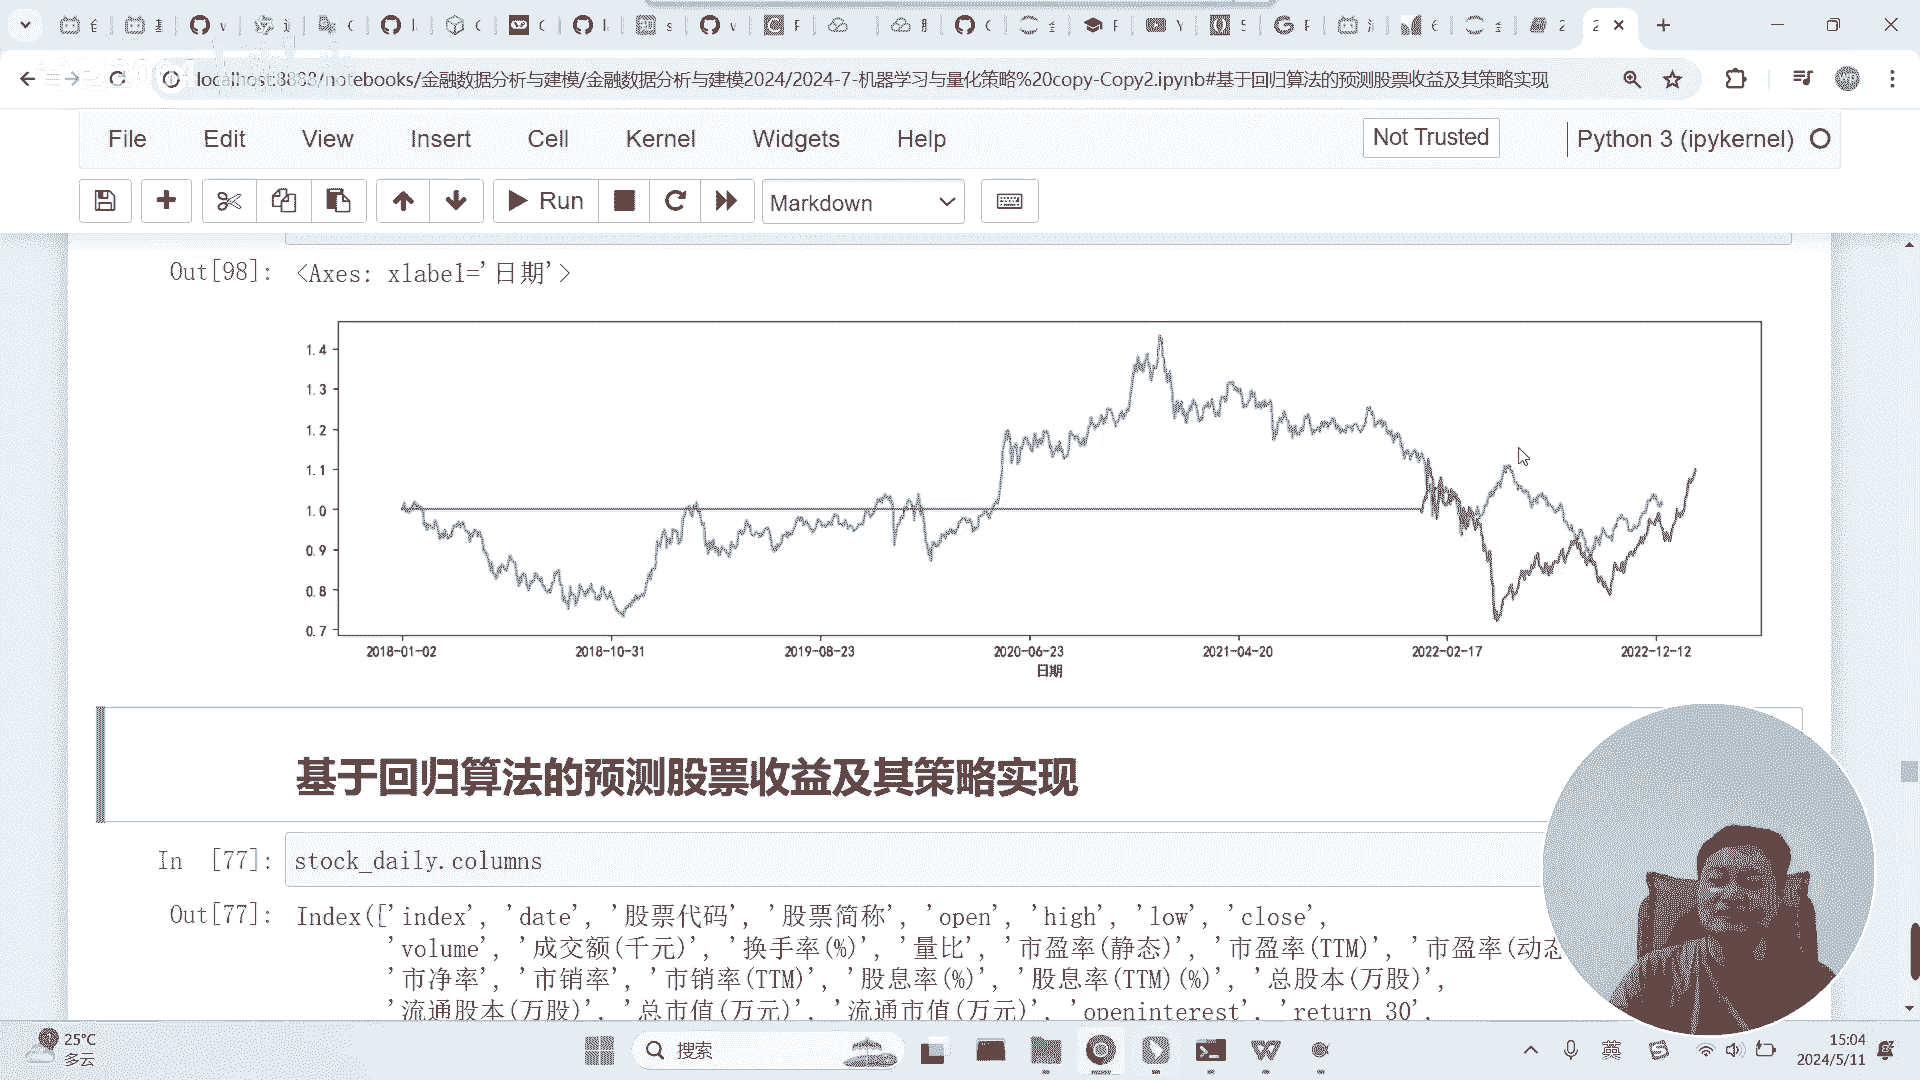 localhost:8888/notebooks/金融数据分析与建模/金融数据分析与建模2024/2024-7-机器学习与量化策略%20copy-Copy2.ipynb#基于回归算法的预测股票收益及其策略实现
File Edit View Insert Cell Kernel Widgets Help
Not Trusted
Python 3 (ipykernel)
Run
Markdown
Out[98]: <Axes: xlabel='日期'>
1.4
1.3
1.2
1.1
1.0
0.9
0.8
0.7
2018-01-02 2018-10-31 2019-08-23 2020-06-23 2021-04-20 2022-02-17 2022-12-12
日期
基于回归算法的预测股票收益及其策略实现
In [77]: stock_daily.columns
Out[77]: Index(['index', 'date', '股票代码', '股票简称', 'open', 'high', 'low', 'close',
'volume', '成交额(千元)', '换手率(%)', '量比', '市盈率(静态)', '市盈率(TTM)', '市盈率(动态
'市净率', '市销率', '市销率(TTM)', '股息率(%)', '股息率(TTM)(%)', '总股本(万股)',
'流通股本(万股)', '总市值(万元)', '流通市值(万元)', 'openinterest', 'return_30',
25°C
多云
搜索
英
15:04
2024/5/11